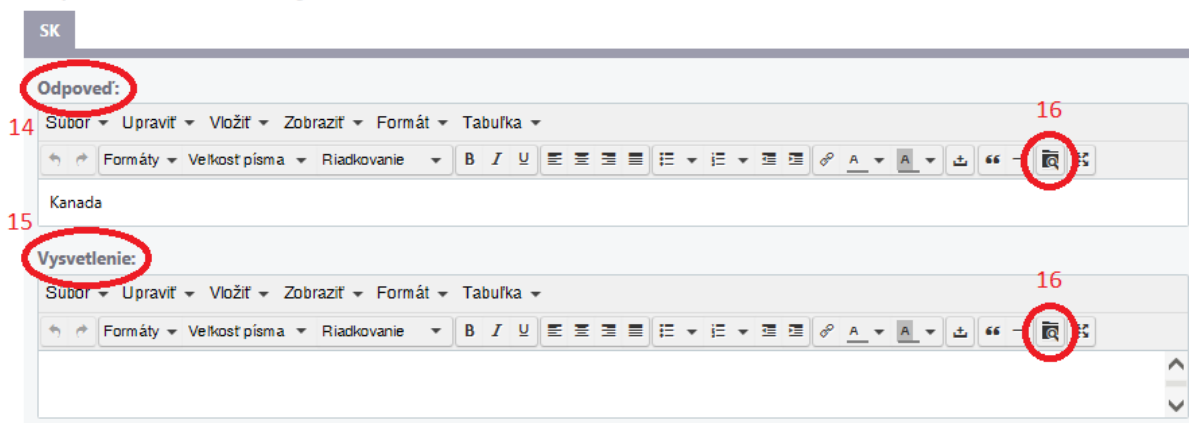 SK
Odpoveď:
16
14 Súbor Upraviť Vložiť Zobraziť Formát Tabuľka
Formáty Veľkosť písma Riadkovanie B I U A A
Kanada
15
Vysvetlenie:
16
Súbor Upraviť Vložiť Zobraziť Formát Tabuľka
Formáty Veľkosť písma Riadkovanie B I U A A